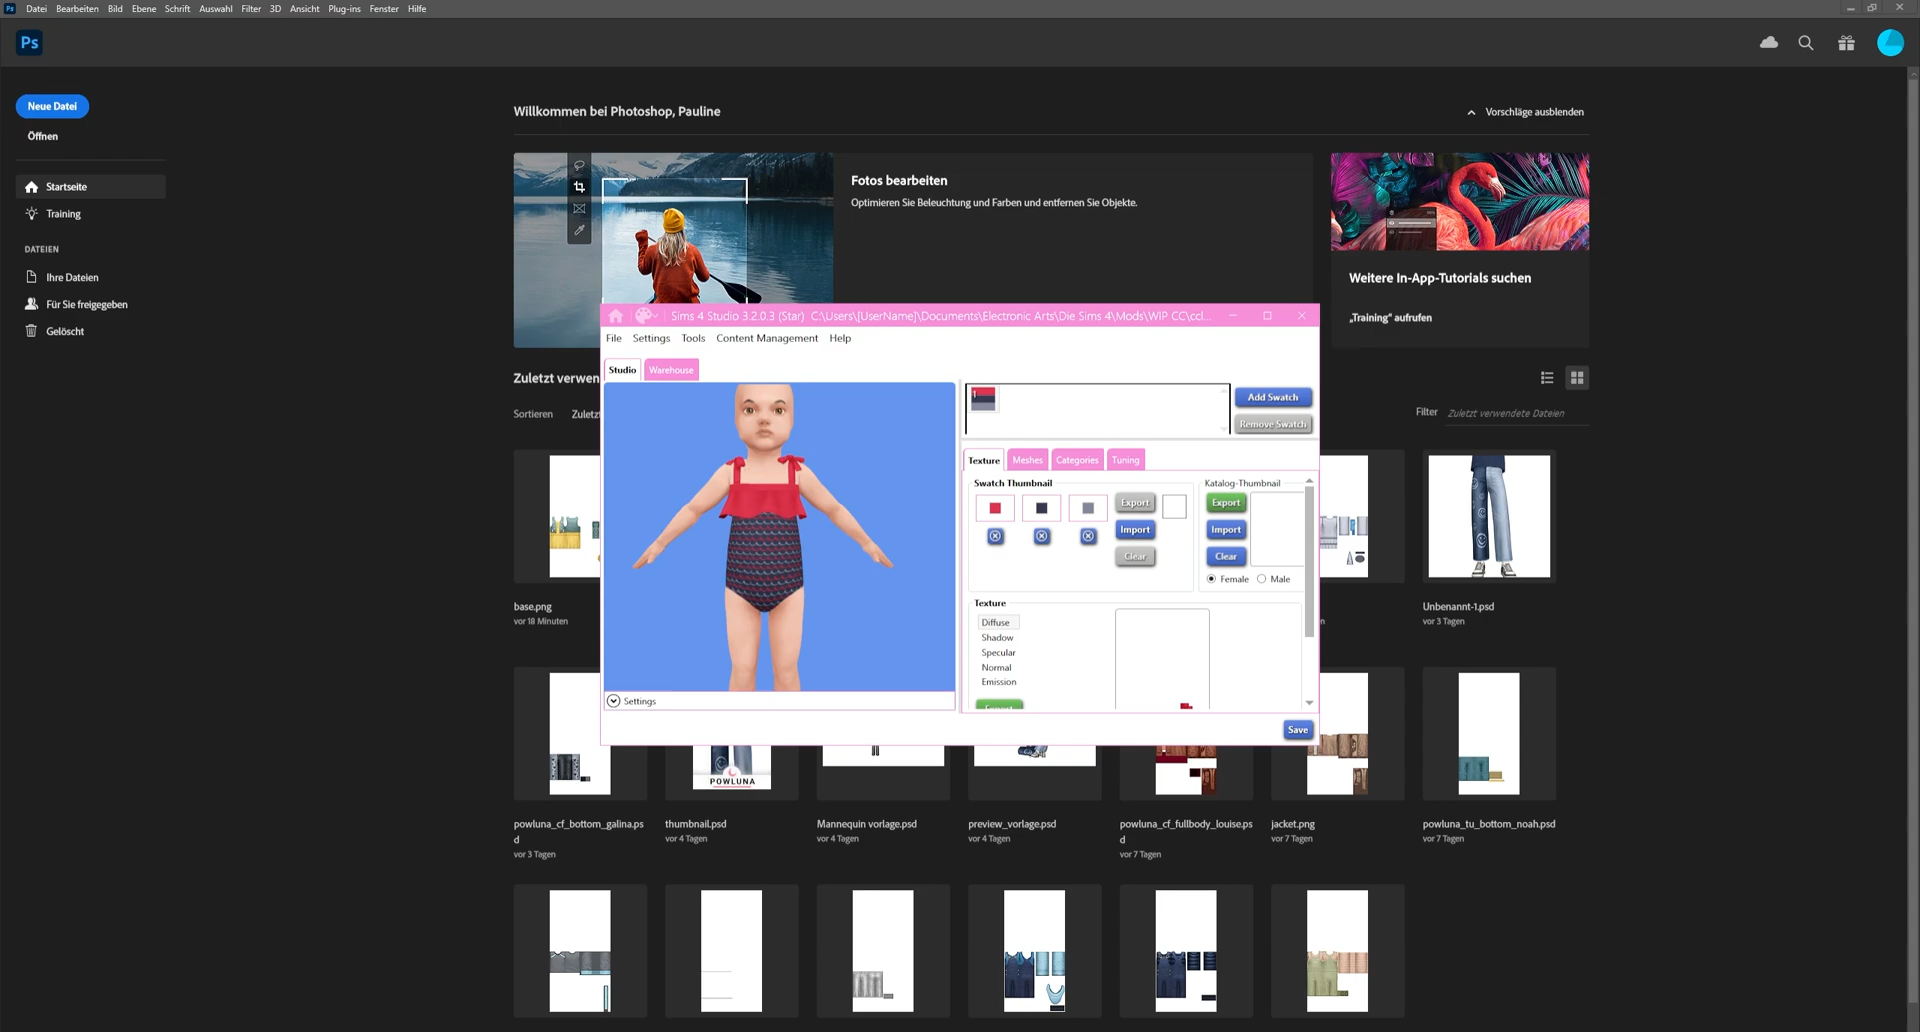 Ps Datei Bearbeiten Bild Ebene Schrift Auswahl Filter 3D Ansicht Plug-ins Fenster Hilfe
Ps
Neue Datei
Öffnen
Startseite
Training
DATEIEN
Ihre Dateien
Für Sie freigegeben
Gelöscht
Willkommen bei Photoshop, Pauline
Vorschläge ausblenden
Fotos bearbeiten
Optimieren Sie Beleuchtung und Farben und entfernen Sie Objekte.
Weitere In-App-Tutorials suchen
„Training" aufrufen
Zuletzt verwen
Sortieren Zuletzt
Filter Zuletzt verwendete Dateien
Sims 4 Studio 3.2.0.3 (Star) C:\Users\[UserName]\Documents\Electronic Arts\Die Sims 4\Mods\WIP CC\ccl...
File Settings Tools Content Management Help
Studio Warehouse
1
Add Swatch
Remove Swatch
Texture Meshes Categories Tuning
Swatch Thumbnail
Export
Import
Clear
Katalog-Thumbnail
Export
Import
Clear
Female Male
Texture
Diffuse
Shadow
Specular
Normal
Emission
Export
Settings
Save
base.png
vor 18 Minuten
Unbenannt-1.psd
vor 3 Tagen
POWLUNA
powluna_cf_bottom_galina.ps
d
vor 3 Tagen
thumbnail.psd
vor 4 Tagen
Mannequin vorlage.psd
vor 4 Tagen
preview_vorlage.psd
vor 4 Tagen
powluna_cf_fullbody_louise.ps
d
vor 7 Tagen
jacket.png
vor 7 Tagen
powluna_tu_bottom_noah.psd
vor 7 Tagen